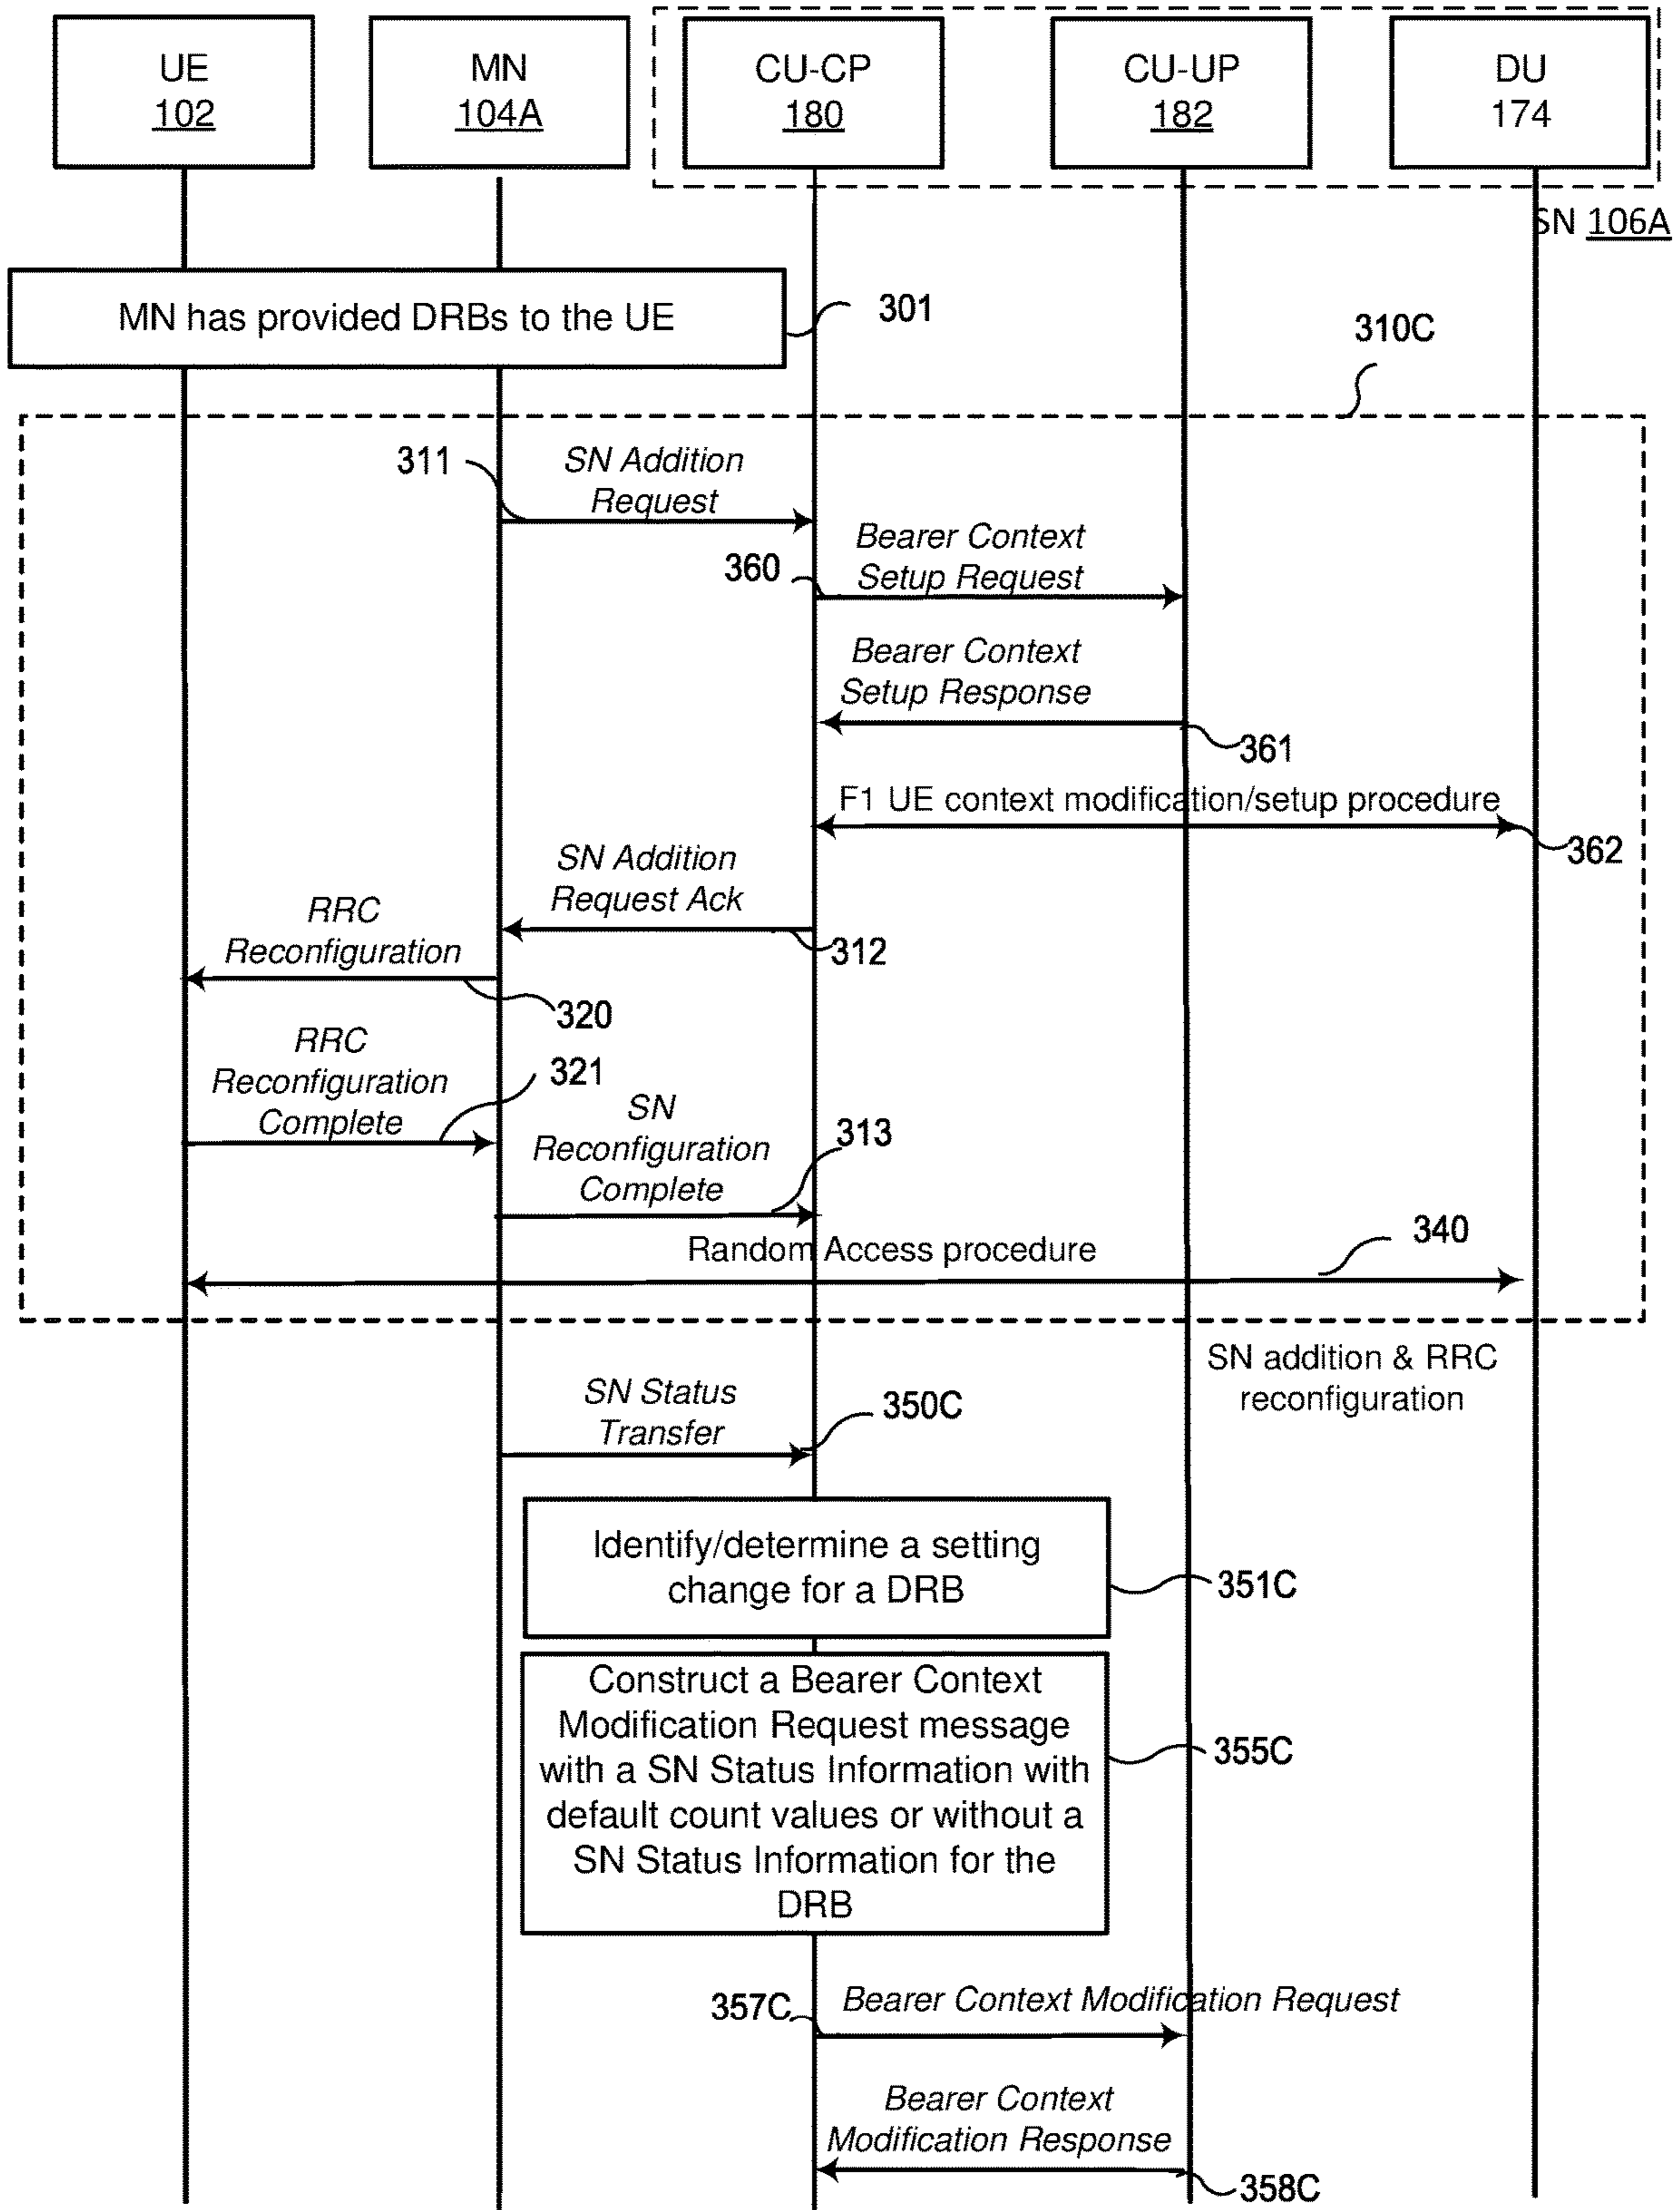 UE
102
MN
104A
CU-CP
180
CU-UP
182
DU
174
SN 106A
MN has provided DRBs to the UE
301
310C
311
SN Addition
Request
360
Bearer Context
Setup Request
Bearer Context
Setup Response
361
F1 UE context modification/setup procedure
362
SN Addition
Request Ack
312
RRC
Reconfiguration
320
RRC
Reconfiguration
Complete
321
SN
Reconfiguration
Complete
313
Random Access procedure
340
SN addition & RRC
reconfiguration
SN Status
Transfer
350C
Identify/determine a setting
change for a DRB
351C
Construct a Bearer Context
Modification Request message
with a SN Status Information with
default count values or without a
SN Status Information for the
DRB
355C
357C
Bearer Context Modification Request
Bearer Context
Modification Response
358C